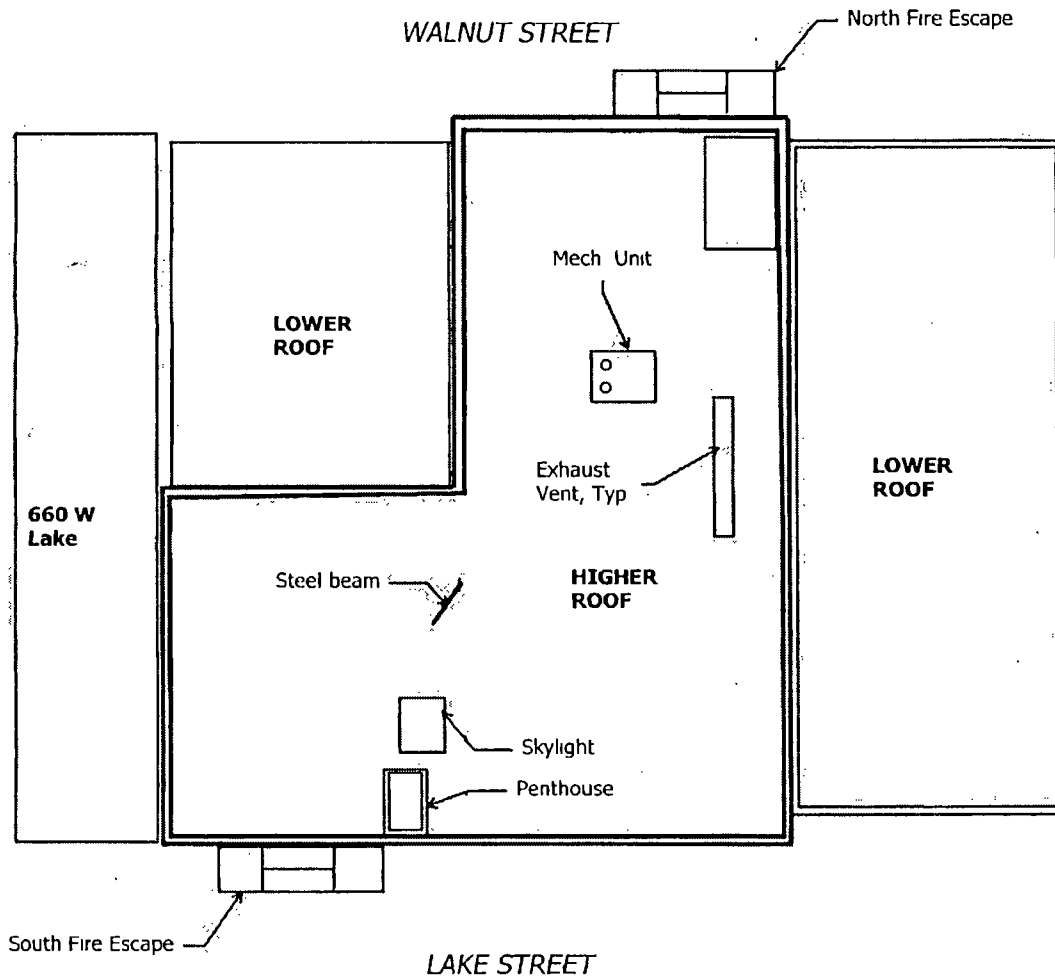 WALNUT STREET
North Fire Escape
Mech Unit
LOWER
ROOF
Exhaust
Vent, Typ
LOWER
ROOF
660 W
Lake
Steel beam
HIGHER
ROOF
Skylight
Penthouse
South Fire Escape
LAKE STREET